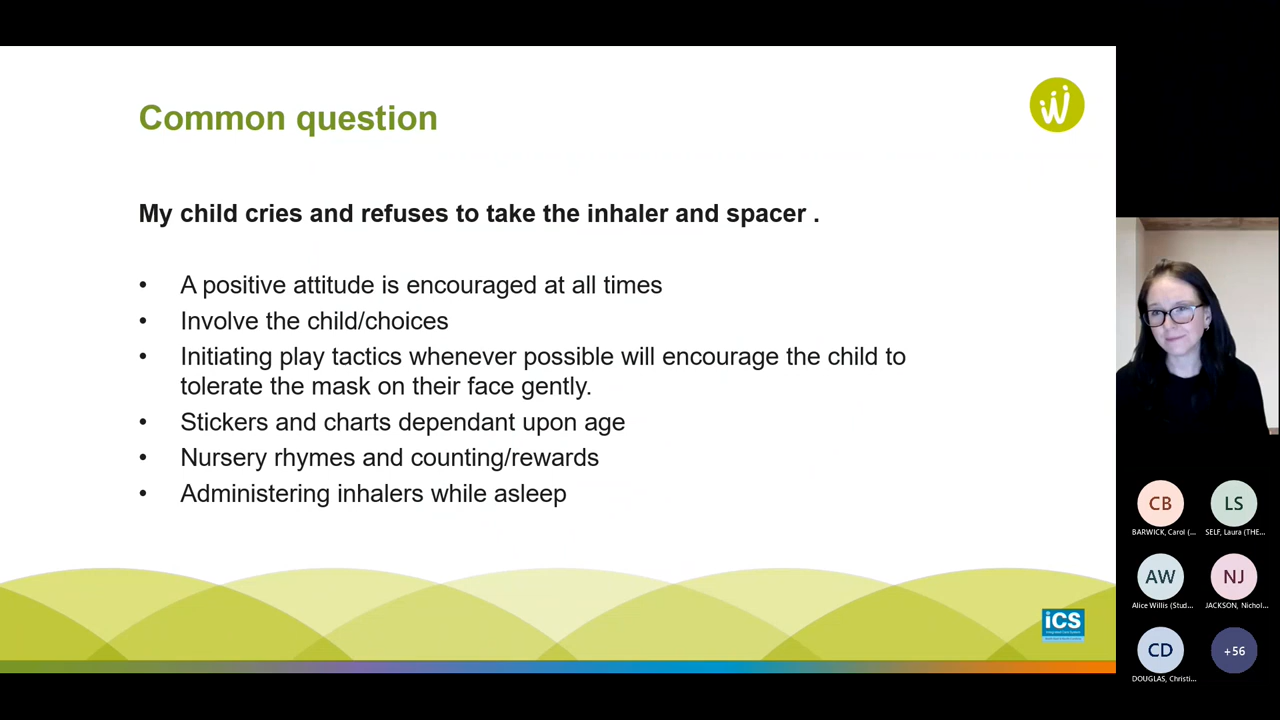 Common question
My child cries and refuses to take the inhaler and spacer .
• A positive attitude is encouraged at all times
• Involve the child/choices
• Initiating play tactics whenever possible will encourage the child to
tolerate the mask on their face gently.
• Stickers and charts dependant upon age
• Nursery rhymes and counting/rewards
• Administering inhalers while asleep
ics
Integrated Care System
CB
BARWICK, Carol (...
LS
SELF, Laura (THE...
AW
Alice Willis (Stud...
NJ
JACKSON, Nichol...
CD
DOUGLAS, Christi...
+56